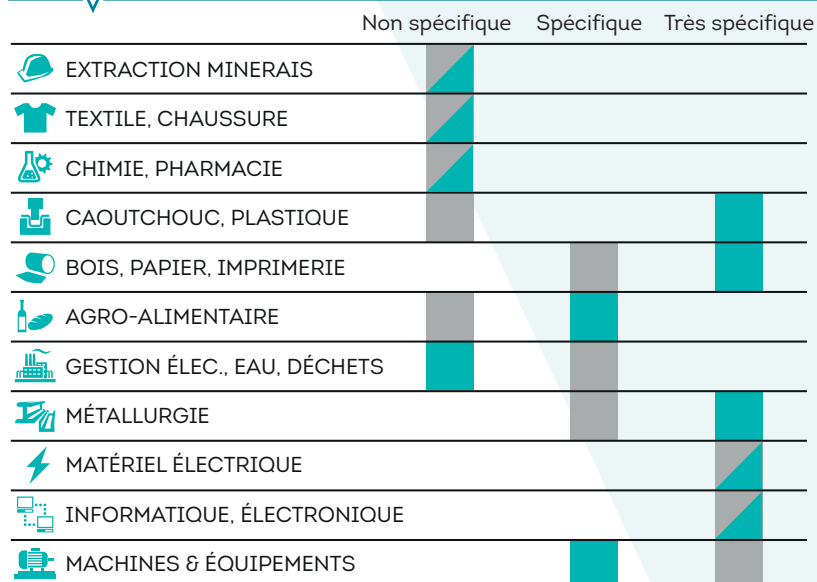 Non spécifique Spécifique Très spécifique
EXTRACTION MINERAIS
TEXTILE, CHAUSSURE
CHIMIE, PHARMACIE
CAOUTCHOUC, PLASTIQUE
BOIS, PAPIER, IMPRIMERIE
AGRO-ALIMENTAIRE
GESTION ÉLEC., EAU, DÉCHETS
MÉTALLURGIE
MATÉRIEL ÉLECTRIQUE
INFORMATIQUE, ÉLECTRONIQUE
MACHINES & ÉQUIPEMENTS